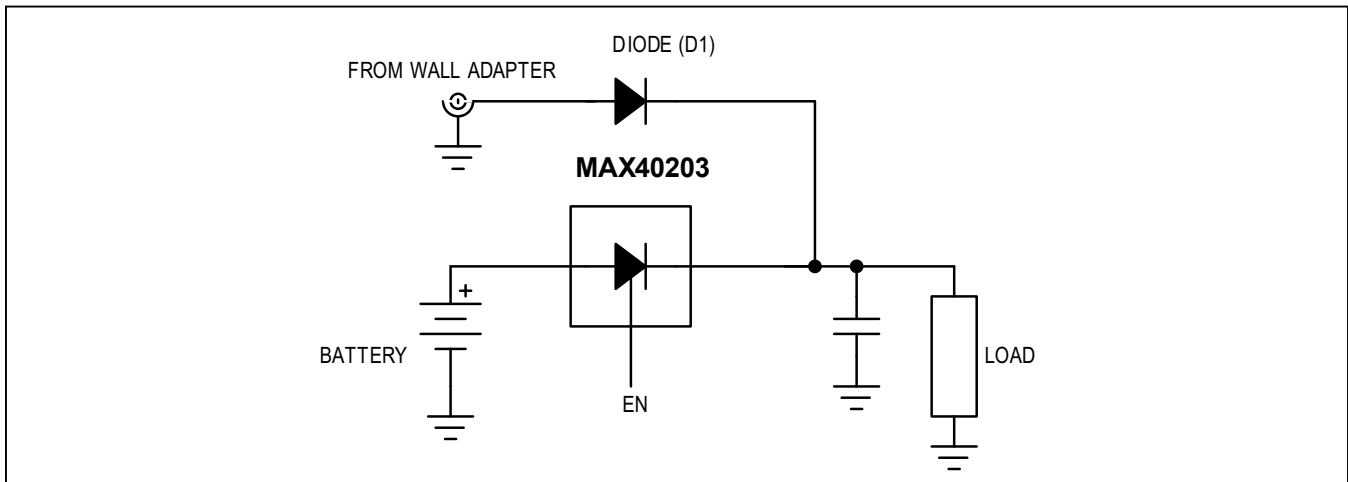 DIODE (D1)
FROM WALL ADAPTER
MAX40203
+
BATTERY
LOAD
EN